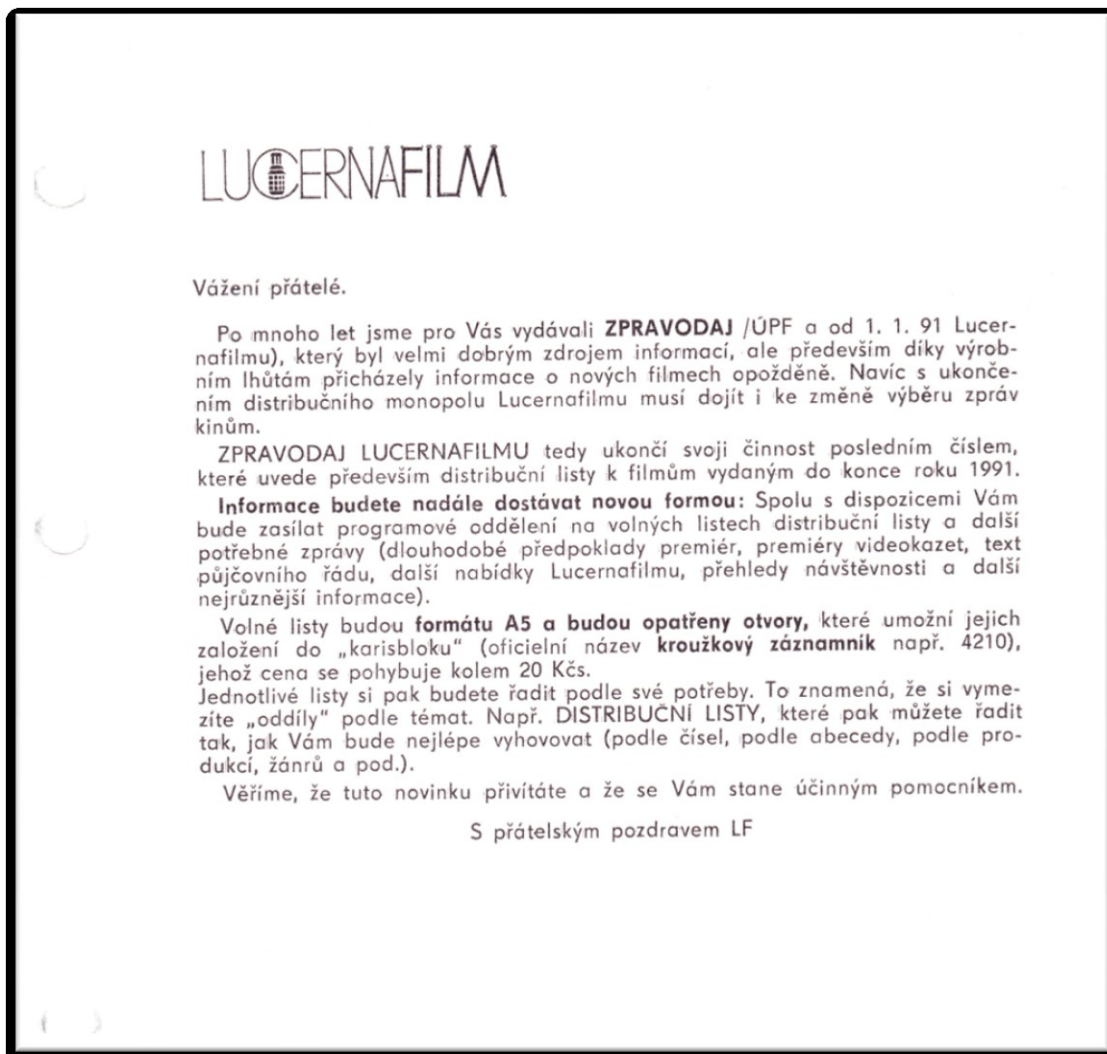 LUCERNAFILM
Vážení přátelé.
Po mnoho let jsme pro Vás vydávali ZPRAVODAJ /ÚPF a od 1. 1. 91 Lucer-
nafilmu), který byl velmi dobrým zdrojem informací, ale především díky výrob-
ním lhůtám přicházely informace o nových filmech opožděně. Navíc s ukonče-
ním distribučního monopolu Lucernafilmu musí dojít i ke změně výběru zpráv
kinům.
ZPRAVODAJ LUCERNAFILMU tedy ukončí svoji činnost posledním číslem,
které uvede především distribuční listy k filmům vydaným do konce roku 1991.
Informace budete nadále dostávat novou formou: Spolu s dispozicemi Vám
bude zasílat programové oddělení na volných listech distribuční listy a další
potřebné zprávy (dlouhodobé předpoklady premiér, premiéry videokazet, text
půjčovního řádu, další nabídky Lucernafilmu, přehledy návštěvnosti a další
nejrůznější informace).
Volné listy budou formátu A5 a budou opatřeny otvory, které umožní jejich
založení do „karisbloku“ (oficielní název kroužkový záznamník např. 4210),
jehož cena se pohybuje kolem 20 Kčs.
Jednotlivé listy si pak budete řadit podle své potřeby. To znamená, že si vyme-
zíte „oddíly“ podle témat. Např. DISTRIBUČNÍ LISTY, které pak můžete řadit
tak, jak Vám bude nejlépe vyhovovat (podle čísel, podle abecedy, podle pro-
dukcí, žánrů a pod.).
Věříme, že tuto novinku přivítáte a že se Vám stane účinným pomocníkem.
S přátelským pozdravem LF